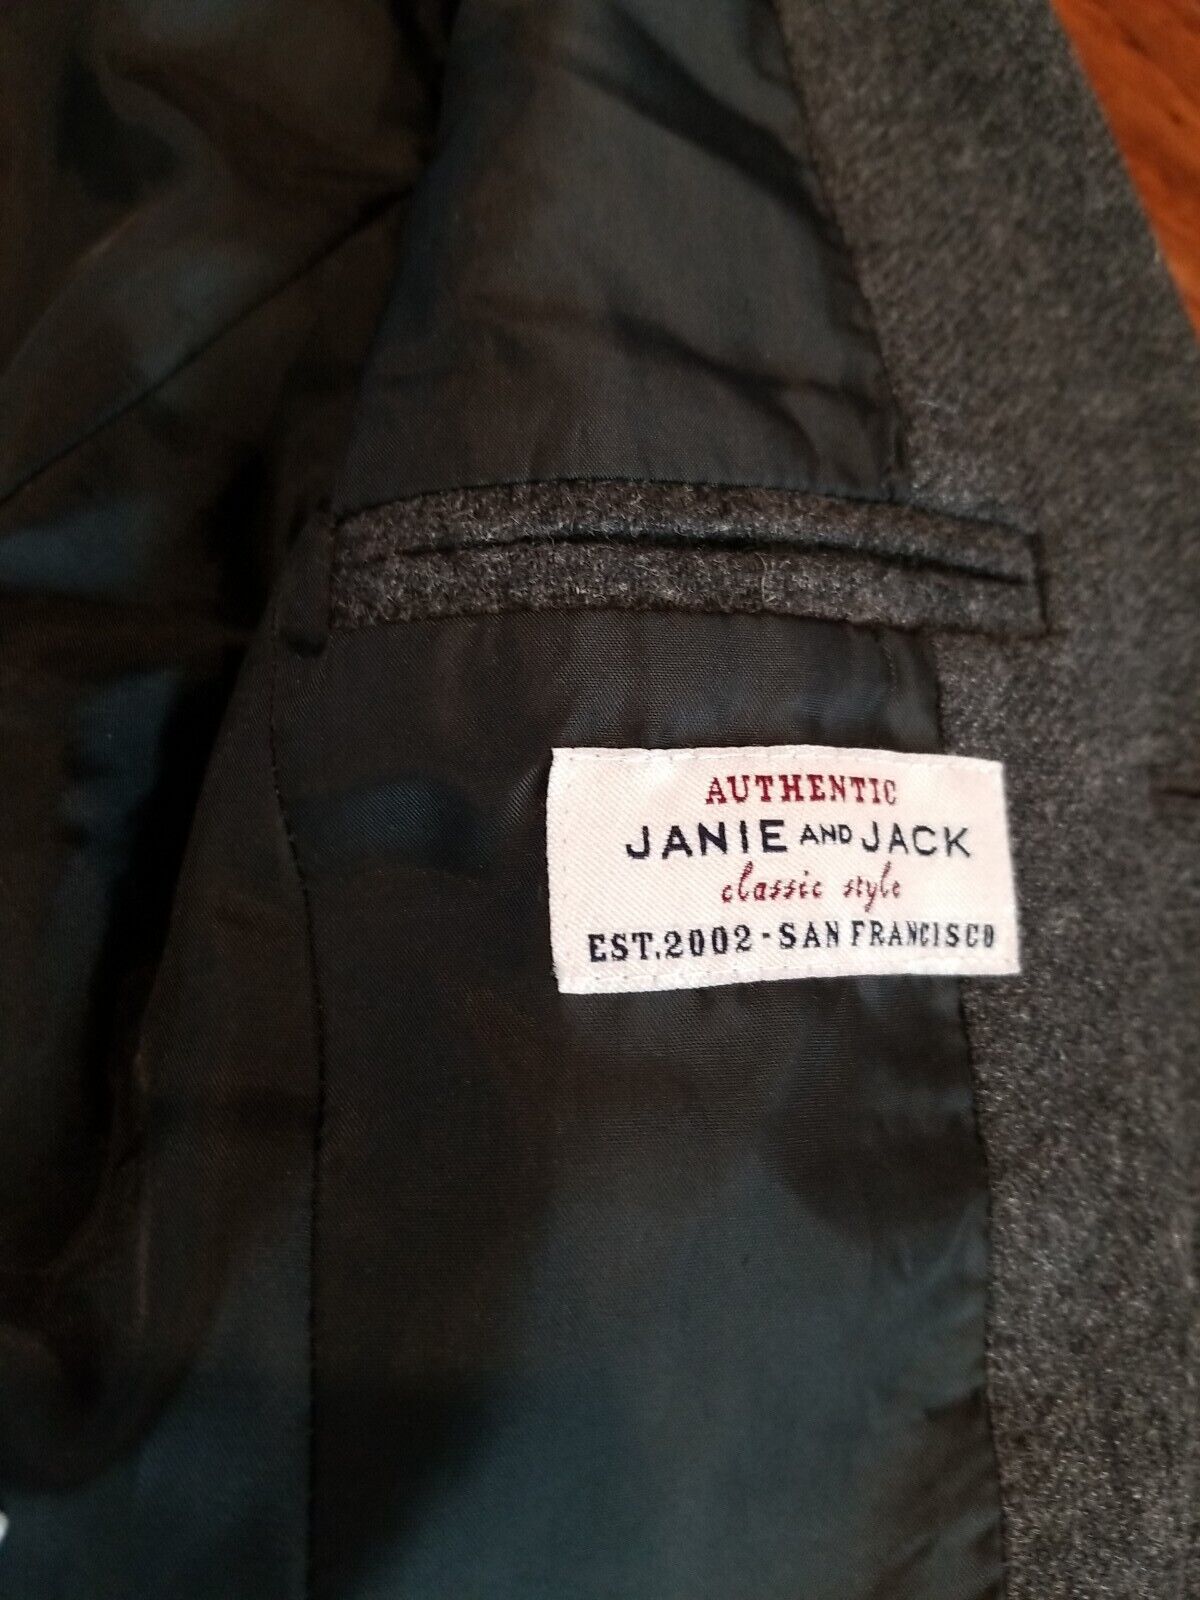 AUTHENTIC
JANIE AND JACK
classic style
EST. 2002 - SAN FRANCISCO